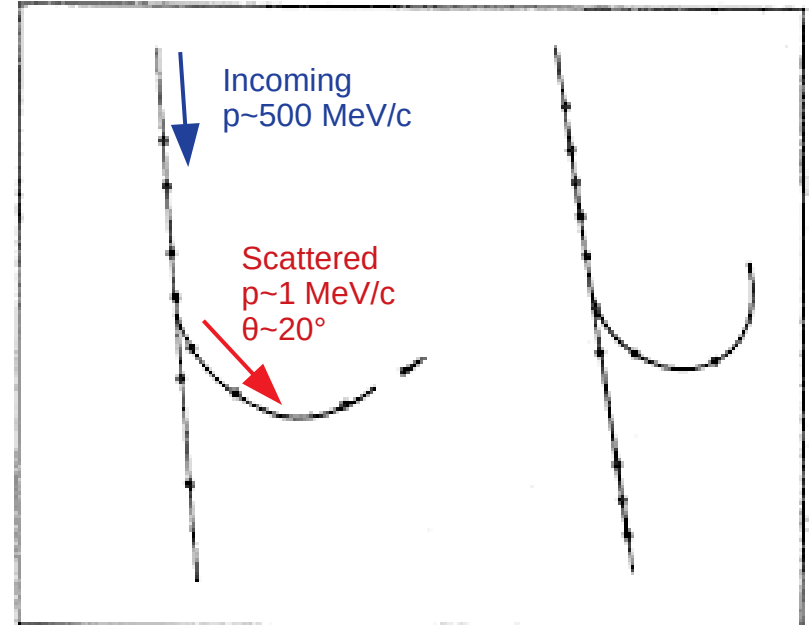 Incoming
p~500 MeV/c
Scattered
p~1 MeV/c
θ~20°